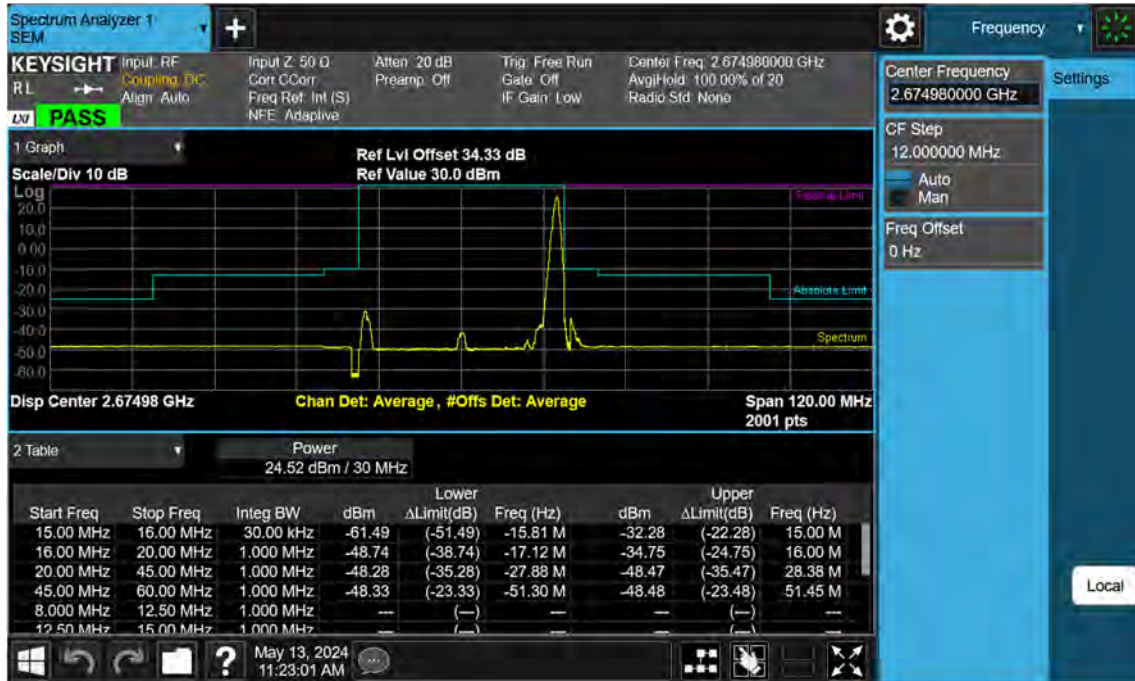 Spectrum Analyzer 1
SEM
Frequency
KEYSIGHT
RL
LXI
PASS
Input: RF
Coupling: DC
Align: Auto
Input Z: 50 Ω
Corr CCorr
Freq Ref: Int (S)
NFE: Adaptive
Atten: 20 dB
Preamp: Off
Trig: Free Run
Gate: Off
IF Gain: Low
Center Freq: 2.674980000 GHz
Avg|Hold: 100.00% of 20
Radio Std: None
Center Frequency
2.674980000 GHz
Settings
CF Step
12.000000 MHz
Auto
Man
Freq Offset
0 Hz
Local
1 Graph
Scale/Div 10 dB
Ref Lvl Offset 34.33 dB
Ref Value 30.0 dBm
Log
20.0
10.0
0.00
-10.0
-20.0
-30.0
-40.0
-50.0
-60.0
Limit
Absolute Limit
Spectrum
Disp Center 2.67498 GHz
Chan Det: Average, #Offs Det: Average
Span 120.00 MHz
2001 pts
2 Table
Power
24.52 dBm / 30 MHz
Lower Upper
Start Freq Stop Freq Integ BW dBm ΔLimit(dB) Freq (Hz) dBm ΔLimit(dB) Freq (Hz)
15.00 MHz 16.00 MHz 30.00 kHz -61.49 (-51.49) -15.81 M -32.28 (-22.28) 15.00 M
16.00 MHz 20.00 MHz 1.000 MHz -48.74 (-38.74) -17.12 M -34.75 (-24.75) 16.00 M
20.00 MHz 45.00 MHz 1.000 MHz -48.28 (-35.28) -27.88 M -48.47 (-35.47) 28.38 M
45.00 MHz 60.00 MHz 1.000 MHz -48.33 (-23.33) -51.30 M -48.48 (-23.48) 51.45 M
8.000 MHz 12.50 MHz 1.000 MHz --- (---) --- --- (---) ---
12.50 MHz 15.00 MHz 1.000 MHz --- (---) --- --- (---) ---
?
May 13, 2024
11:23:01 AM